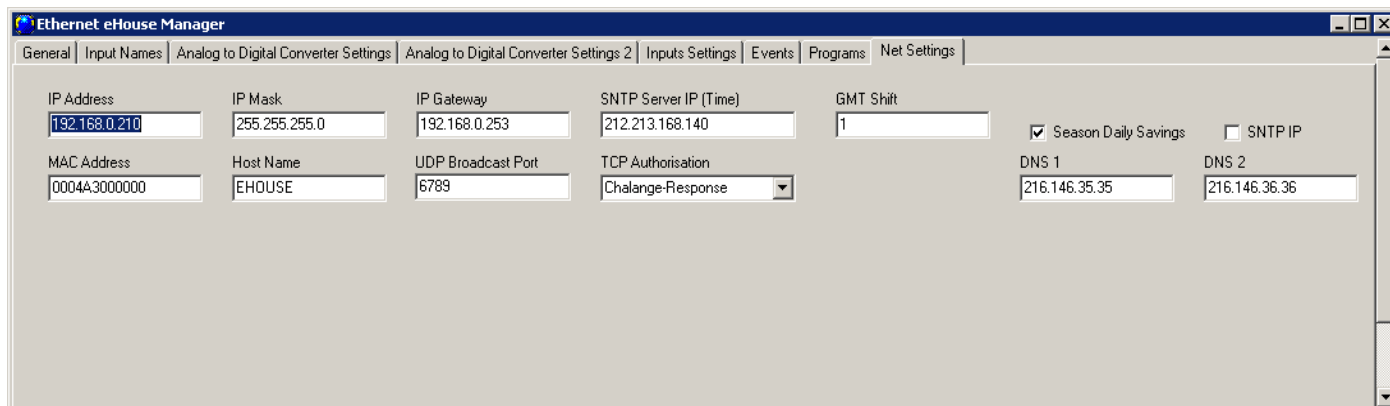 Ethernet eHouse Manager
General Input Names Analog to Digital Converter Settings Analog to Digital Converter Settings 2 Inputs Settings Events Programs Net Settings
IP Address IP Mask IP Gateway SNTP Server IP (Time) GMT Shift
192.168.0.210 255.255.255.0 192.168.0.253 212.213.168.140 1 Season Daily Savings SNTP IP
MAC Address Host Name UDP Broadcast Port TCP Authorisation DNS 1 DNS 2
0004A3000000 EHOUSE 6789 Chalange-Response 216.146.35.35 216.146.36.36